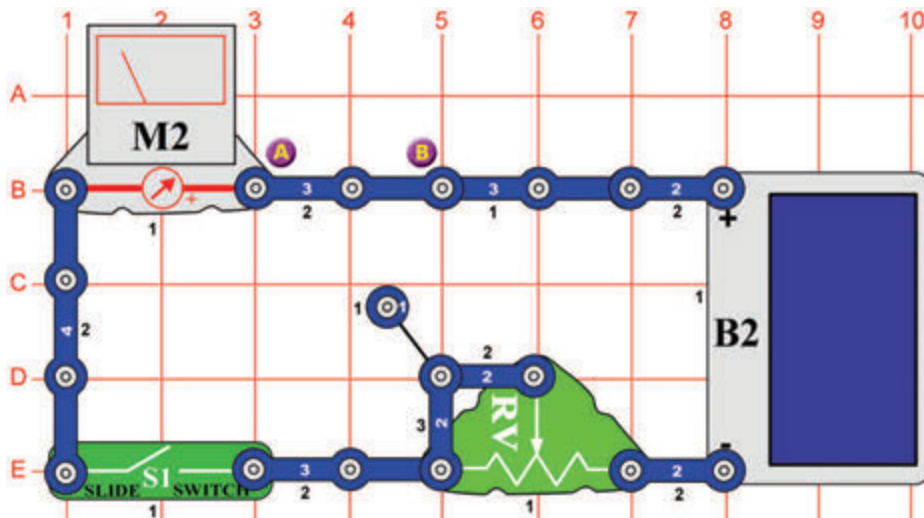 1 2 3 4 5 6 7 8 9 10
A
M2
A B
B + 3 3 2 2
1 2 1 2
+
C
1 1
4 2 1
B2
D 2
2
RV
3 2
-
E S1 3 2
SLIDE SWITCH 2 2
1 1